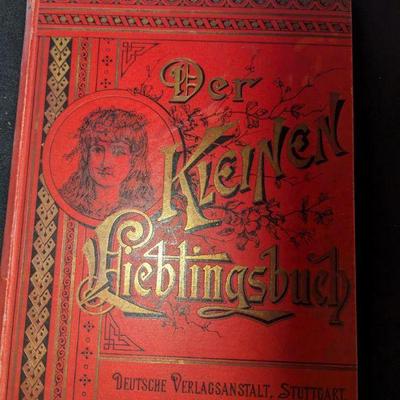 Der
Kleinen
Lieblingsbuch
Deutsche Verlagsanstalt, Stuttgart.